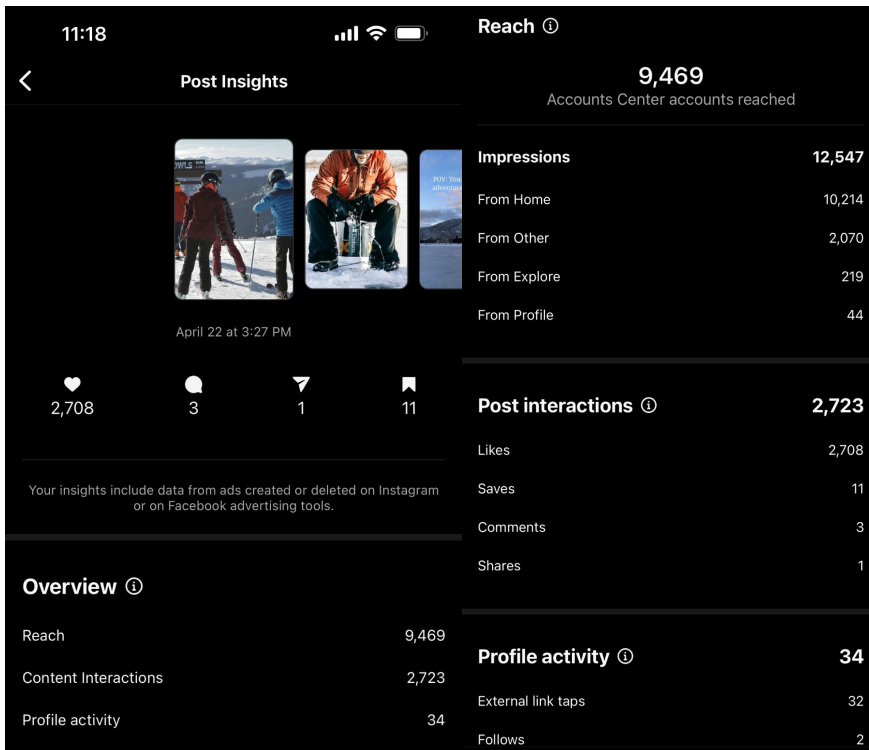 11:18
Post Insights
POV: You
adventure
April 22 at 3:27 PM
2,708 3 1 11
Your insights include data from ads created or deleted on Instagram
or on Facebook advertising tools.
Overview
Reach 9,469
Content Interactions 2,723
Profile activity 34
Reach
9,469
Accounts Center accounts reached
Impressions 12,547
From Home 10,214
From Other 2,070
From Explore 219
From Profile 44
Post interactions 2,723
Likes 2,708
Saves 11
Comments 3
Shares 1
Profile activity 34
External link taps 32
Follows 2